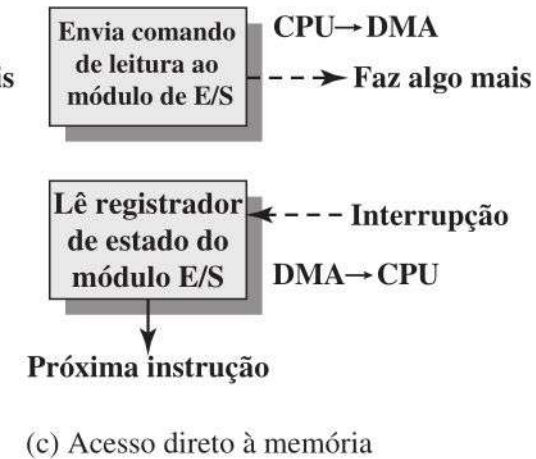 Envia comando
de leitura ao
módulo de E/S
CPU→DMA
Faz algo mais
is
Lê registrador
de estado do
módulo E/S
Interrupção
DMA→CPU
Próxima instrução
(c) Acesso direto à memória